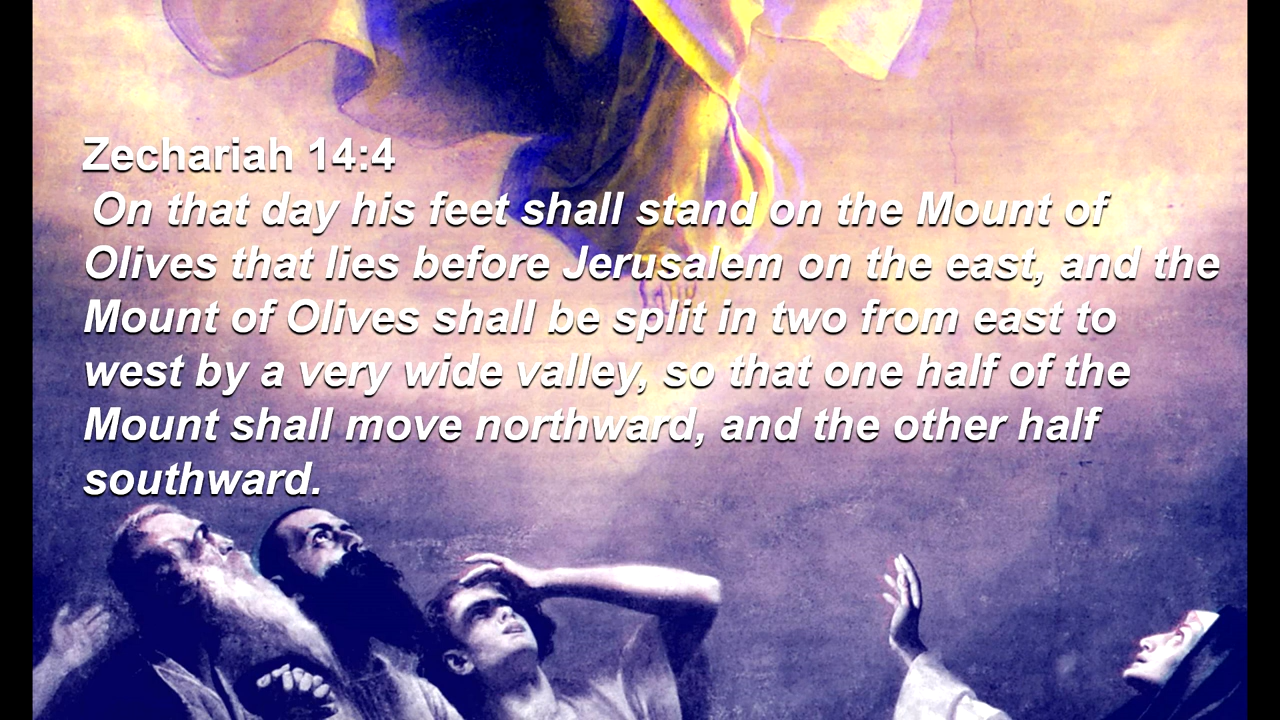 Zechariah 14:4
On that day his feet shall stand on the Mount of
Olives that lies before Jerusalem on the east, and the
Mount of Olives shall be split in two from east to
west by a very wide valley, so that one half of the
Mount shall move northward, and the other half
southward.